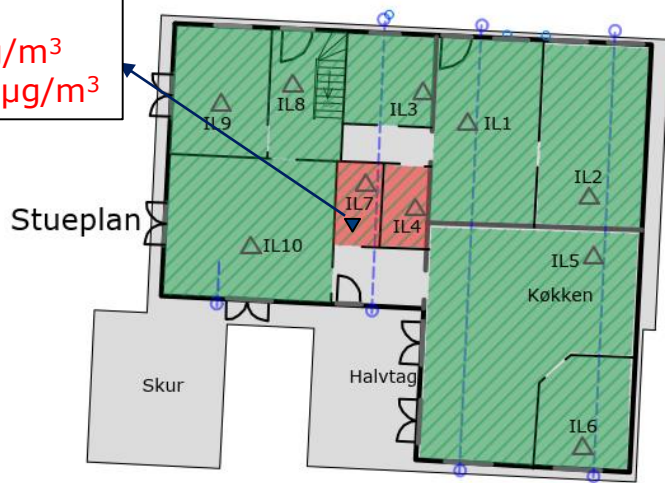 /m³
µg/m³
IL9
IL8
IL3
IL1
IL2
IL7
IL4
Stueplan
IL10
IL5
Køkken
Skur
Halvtag
IL6